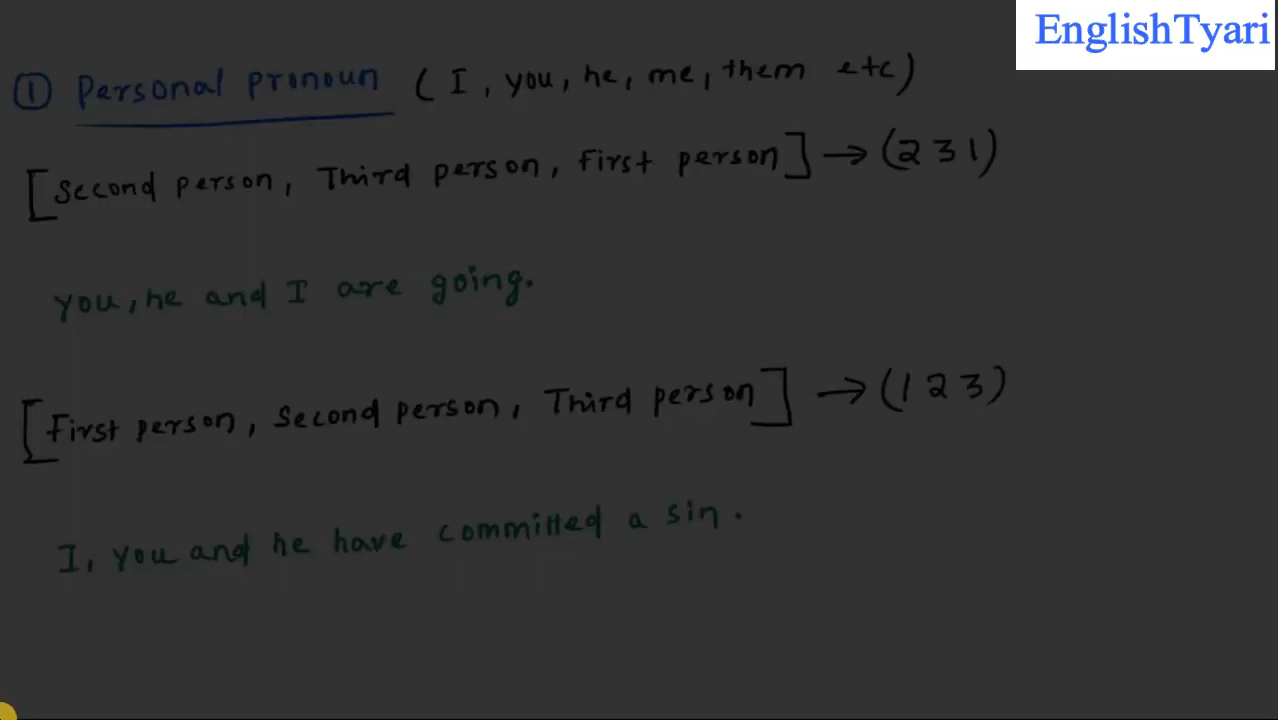 EnglishTyari
① Personal pronoun ( I, you, he, me, them etc)
[Second person, Third person, First person] → (2 3 1)
you, he and I are going.
[First person, Second person, Third person] → (1 2 3)
I, you and he have committed a sin.